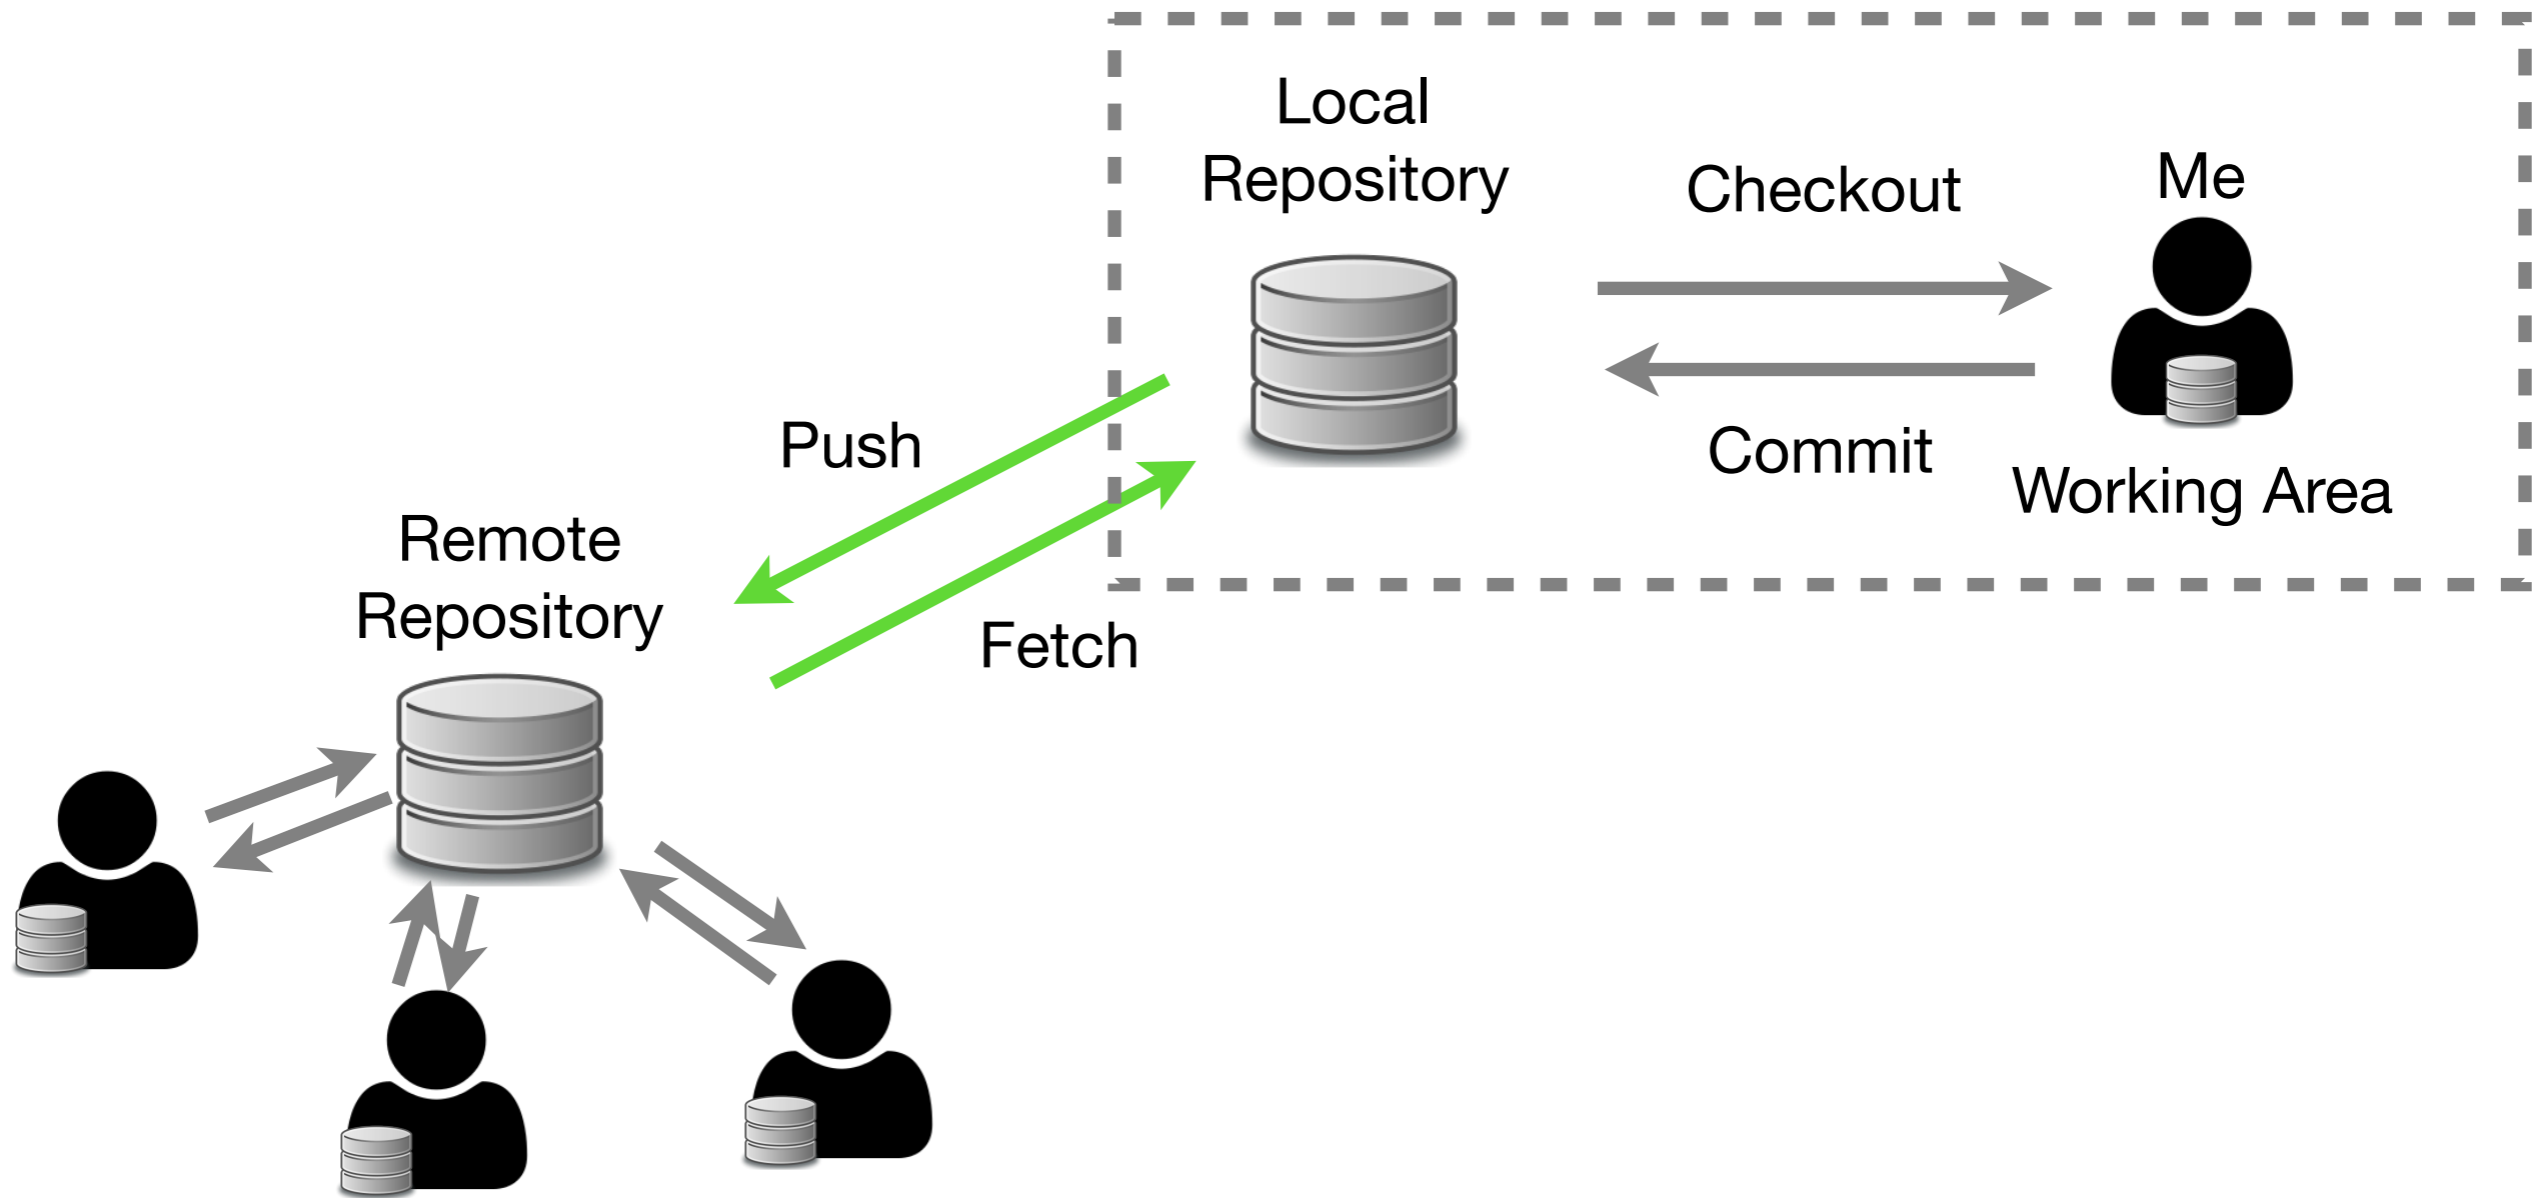 Local
Repository
Checkout
Me
Commit
Working Area
Push
Fetch
Remote
Repository